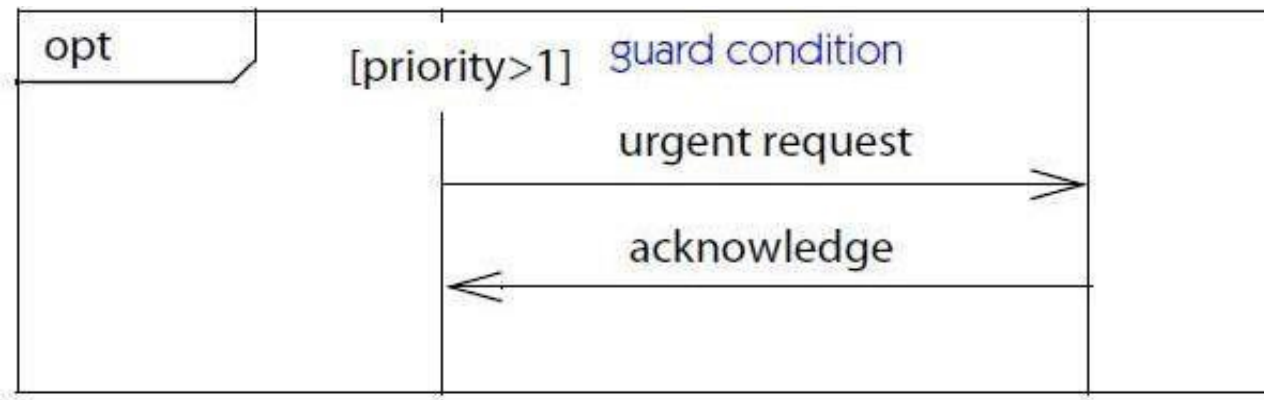 opt
[priority>1] guard condition
urgent request
acknowledge